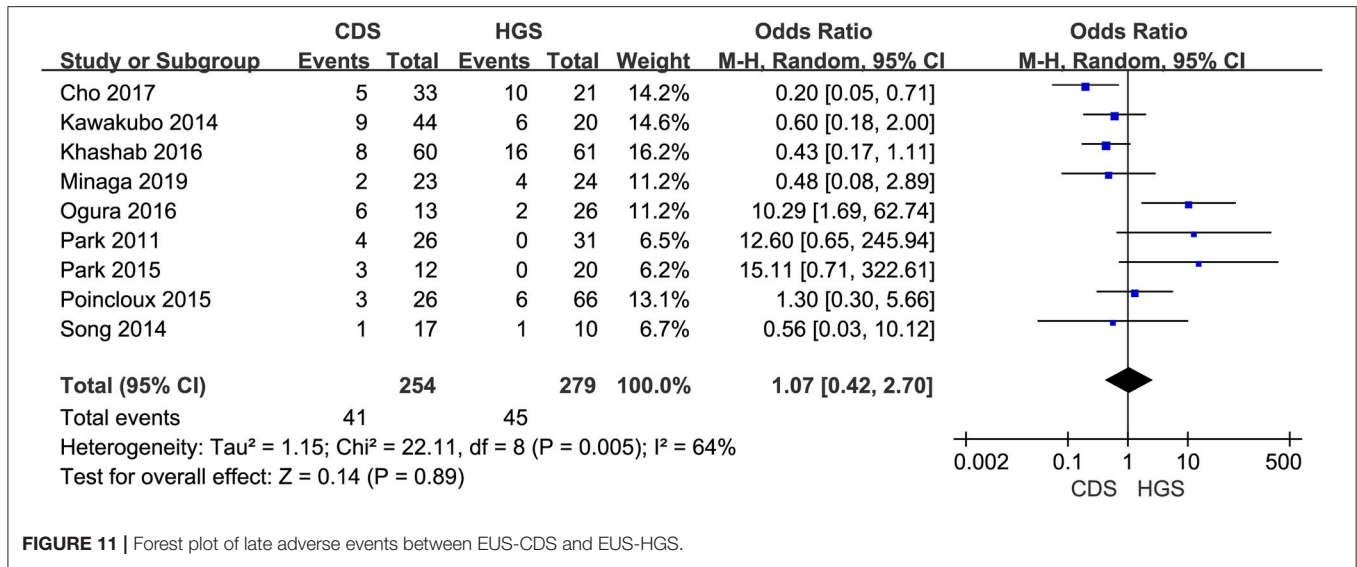 CDS HGS Odds Ratio Odds Ratio
Study or Subgroup Events Total Events Total Weight M-H, Random, 95% CI M-H, Random, 95% CI
Cho 2017 5 33 10 21 14.2% 0.20 [0.05, 0.71]
Kawakubo 2014 9 44 6 20 14.6% 0.60 [0.18, 2.00]
Khashab 2016 8 60 16 61 16.2% 0.43 [0.17, 1.11]
Minaga 2019 2 23 4 24 11.2% 0.48 [0.08, 2.89]
Ogura 2016 6 13 2 26 11.2% 10.29 [1.69, 62.74]
Park 2011 4 26 0 31 6.5% 12.60 [0.65, 245.94]
Park 2015 3 12 0 20 6.2% 15.11 [0.71, 322.61]
Poincloux 2015 3 26 6 66 13.1% 1.30 [0.30, 5.66]
Song 2014 1 17 1 10 6.7% 0.56 [0.03, 10.12]
Total (95% CI) 254 279 100.0% 1.07 [0.42, 2.70]
Total events 41 45
Heterogeneity: Tau² = 1.15; Chi² = 22.11, df = 8 (P = 0.005); I² = 64%
Test for overall effect: Z = 0.14 (P = 0.89)
0.002 0.1 1 10 500
CDS HGS
FIGURE 11 | Forest plot of late adverse events between EUS-CDS and EUS-HGS.